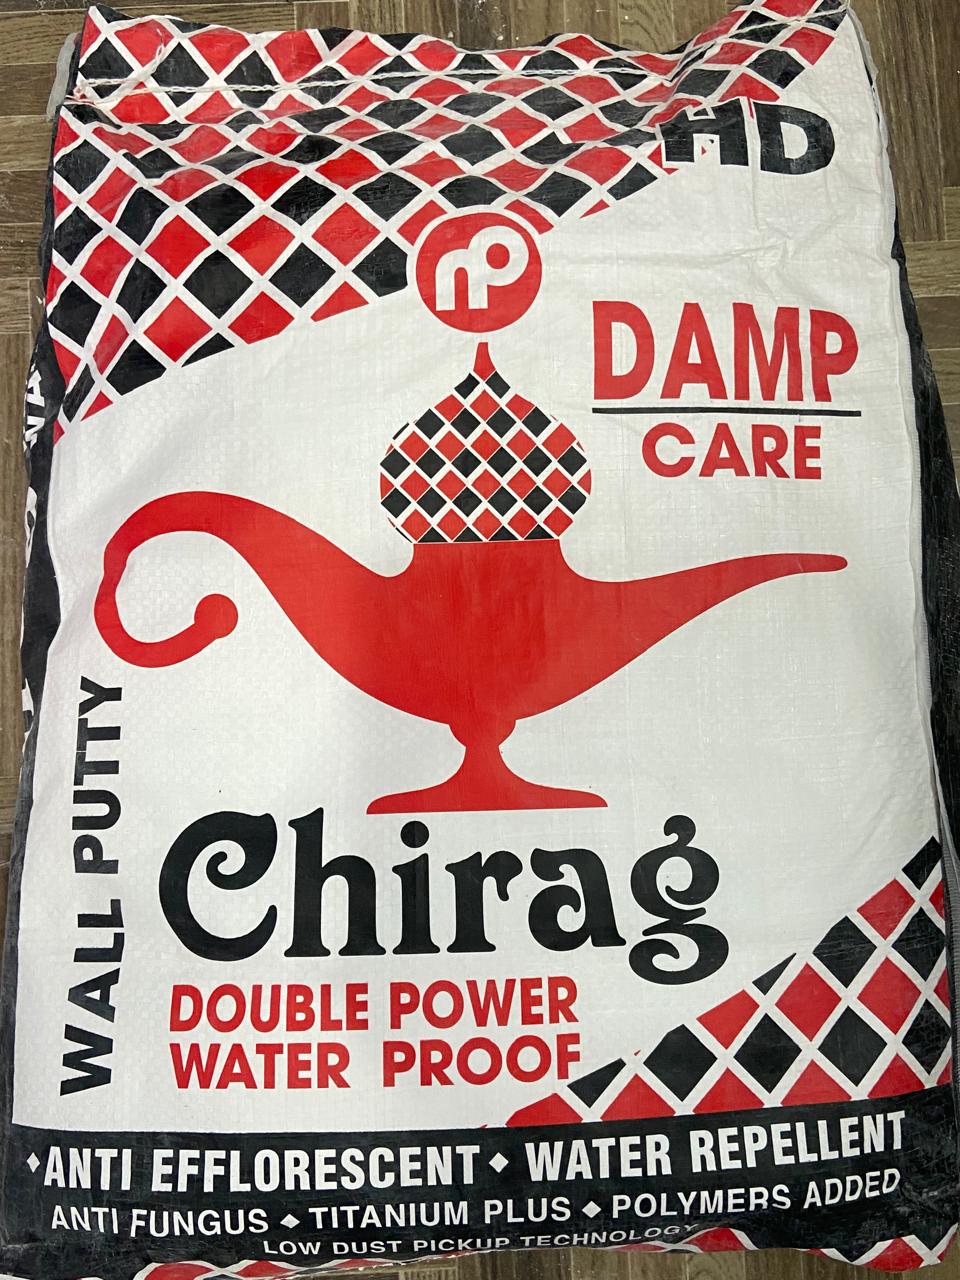 HD
np
DAMP
CARE
WALL PUTTY
Chirag
DOUBLE POWER
WATER PROOF
♦ANTI EFFLORESCENT♦ WATER REPELLENT
ANTI FUNGUS ♦ TITANIUM PLUS ♦ POLYMERS ADDED
LOW DUST PICKUP TECHNOLOGY